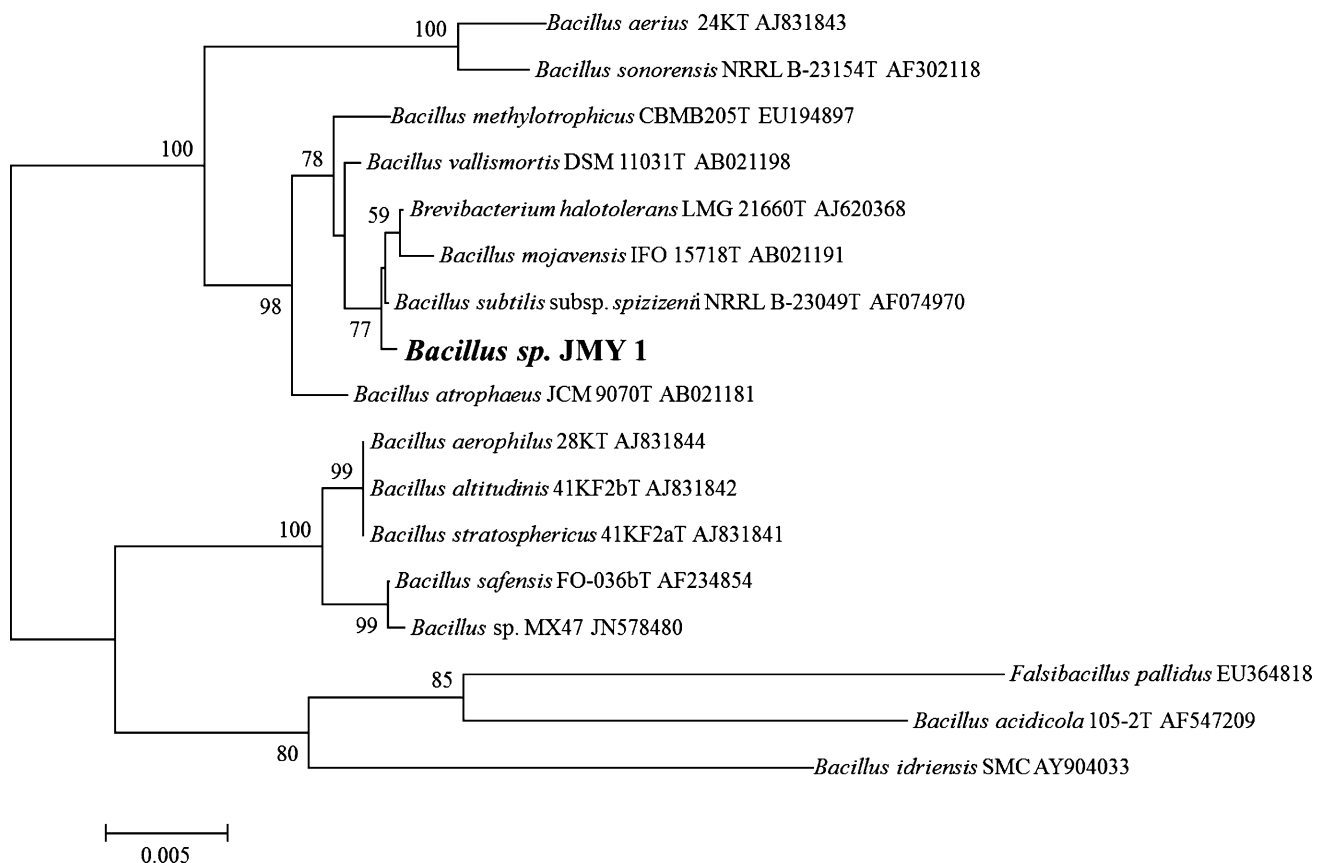 100
Bacillus aerius 24KT AJ831843
Bacillus sonorensis NRRL B-23154T AF302118
Bacillus methylotrophicus CBMB205T EU194897
100
78
Bacillus vallismortis DSM 11031T AB021198
59
Brevibacterium halotolerans LMG 21660T AJ620368
Bacillus mojavensis IFO 15718T AB021191
98
Bacillus subtilis subsp. spizizenii NRRL B-23049T AF074970
77
Bacillus sp. JMY 1
Bacillus atrophaeus JCM 9070T AB021181
Bacillus aerophilus 28KT AJ831844
99
Bacillus altitudinis 41KF2bT AJ831842
100
Bacillus stratosphericus 41KF2aT AJ831841
Bacillus safensis FO-036bT AF234854
99
Bacillus sp. MX47 JN578480
85
Falsibacillus pallidus EU364818
Bacillus acidicola 105-2T AF547209
80
Bacillus idriensis SMC AY904033
0.005